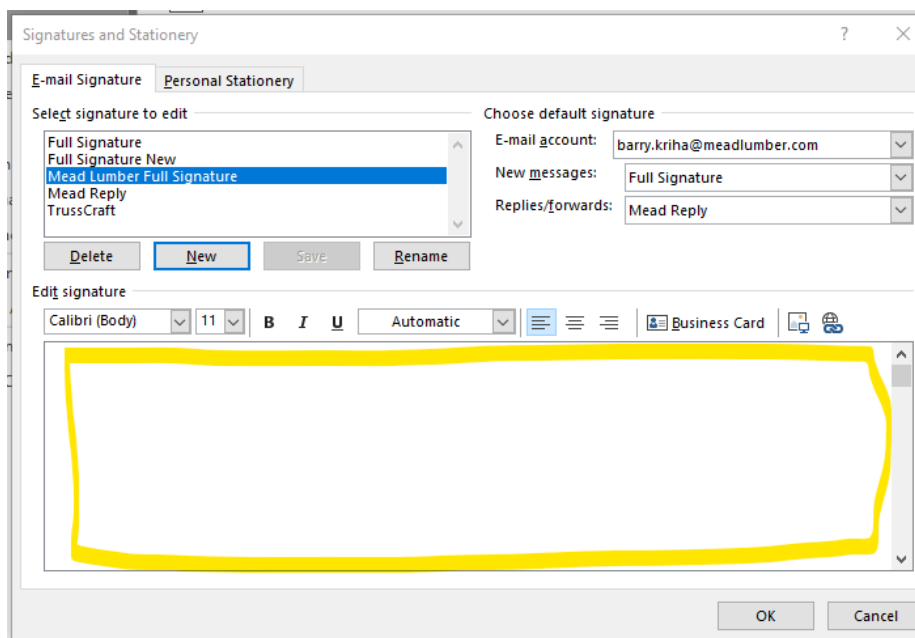 Signatures and Stationery ? ×
E-mail Signature Personal Stationery
Select signature to edit Choose default signature
Full Signature
Full Signature New
Mead Lumber Full Signature
Mead Reply
TrussCraft
E-mail account: barry.kriha@meadlumber.com
New messages: Full Signature
Replies/forwards: Mead Reply
Delete New Save Rename
Edit signature
Calibri (Body) 11 B I U Automatic Business Card
OK Cancel